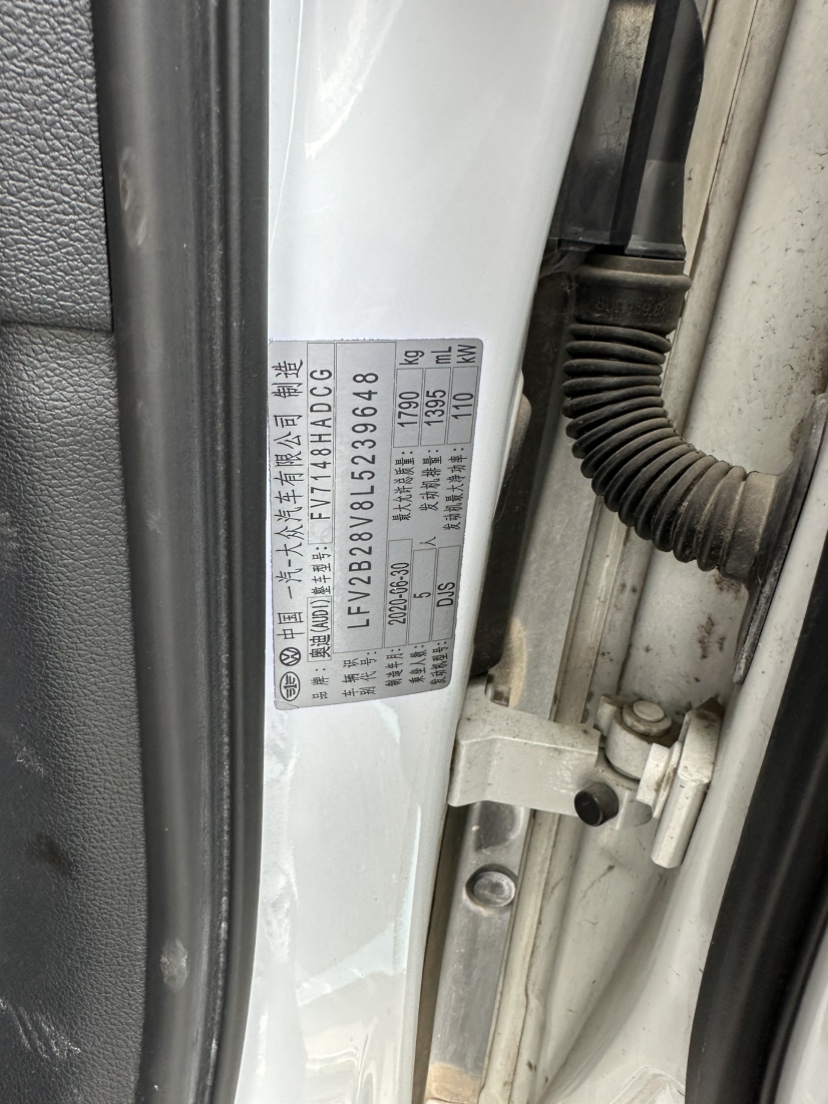 中国 一汽-大众汽车有限公司 制造
品牌: 奥迪(AUDI) 整车型号: FV7148HADCG
车辆识别代号: LFV2B28V8L5239648
制造年月: 2020-06-30 最大允许总质量: 1790 kg
乘坐人数: 5 人 发动机排量: 1395 mL
发动机型号: DJS 发动机最大净功率: 110 kW